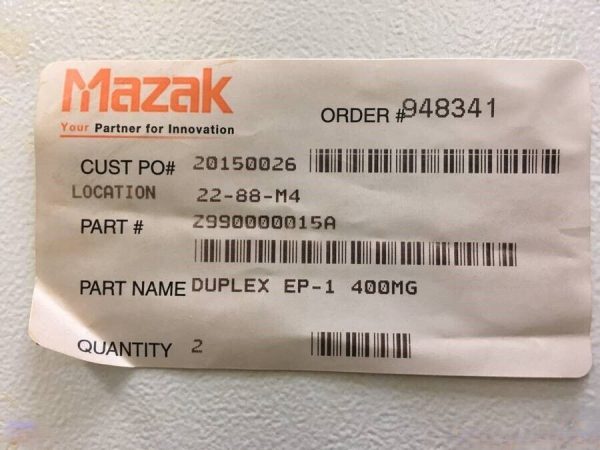 Mazak
Your Partner for Innovation
ORDER #948341
CUST PO# 20150026
LOCATION 22-88-M4
PART # Z990000015A
PART NAME DUPLEX EP-1 400MG
QUANTITY 2